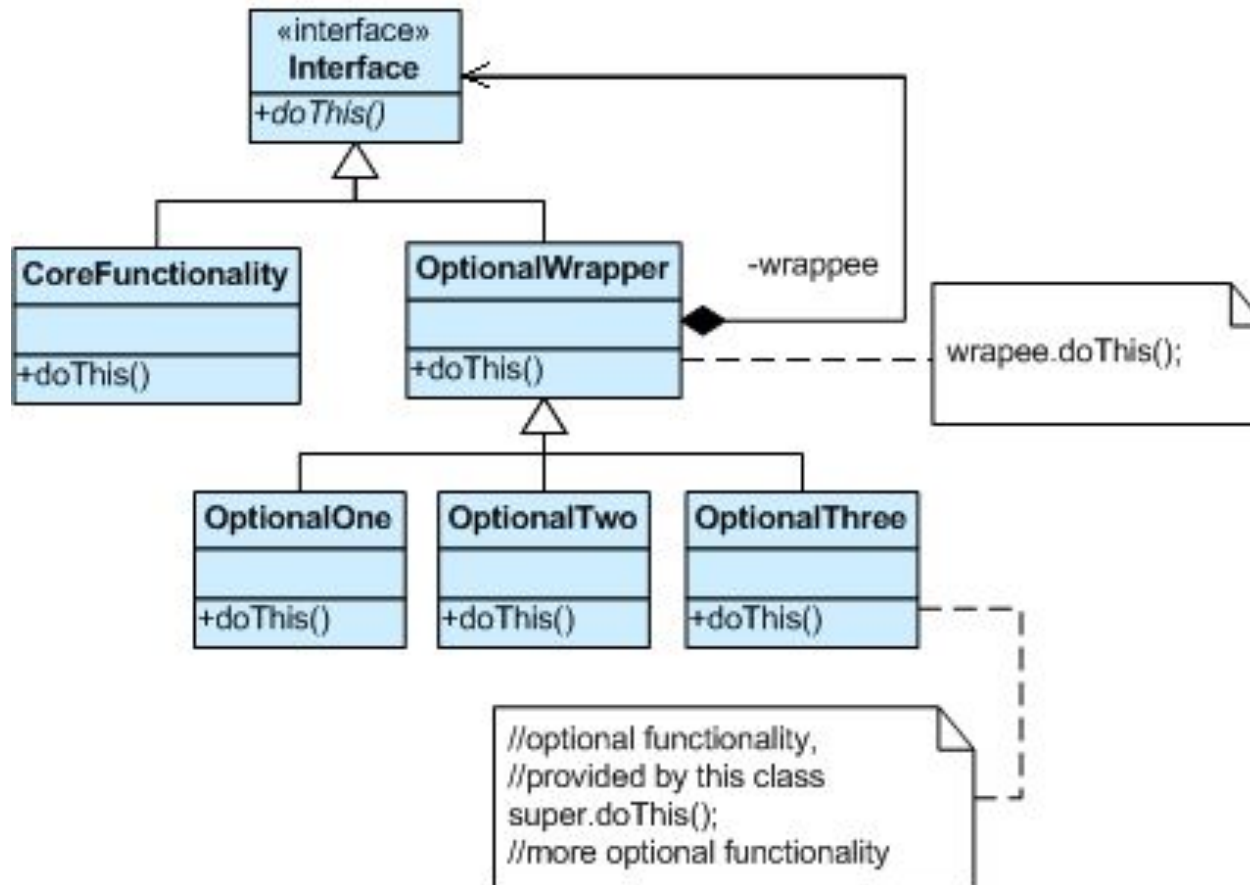 «interface»
Interface
+doThis()
CoreFunctionality
+doThis()
OptionalWrapper
+doThis()
-wrappee
wrapee.doThis();
OptionalOne
+doThis()
OptionalTwo
+doThis()
OptionalThree
+doThis()
//optional functionality,
//provided by this class
super.doThis();
//more optional functionality